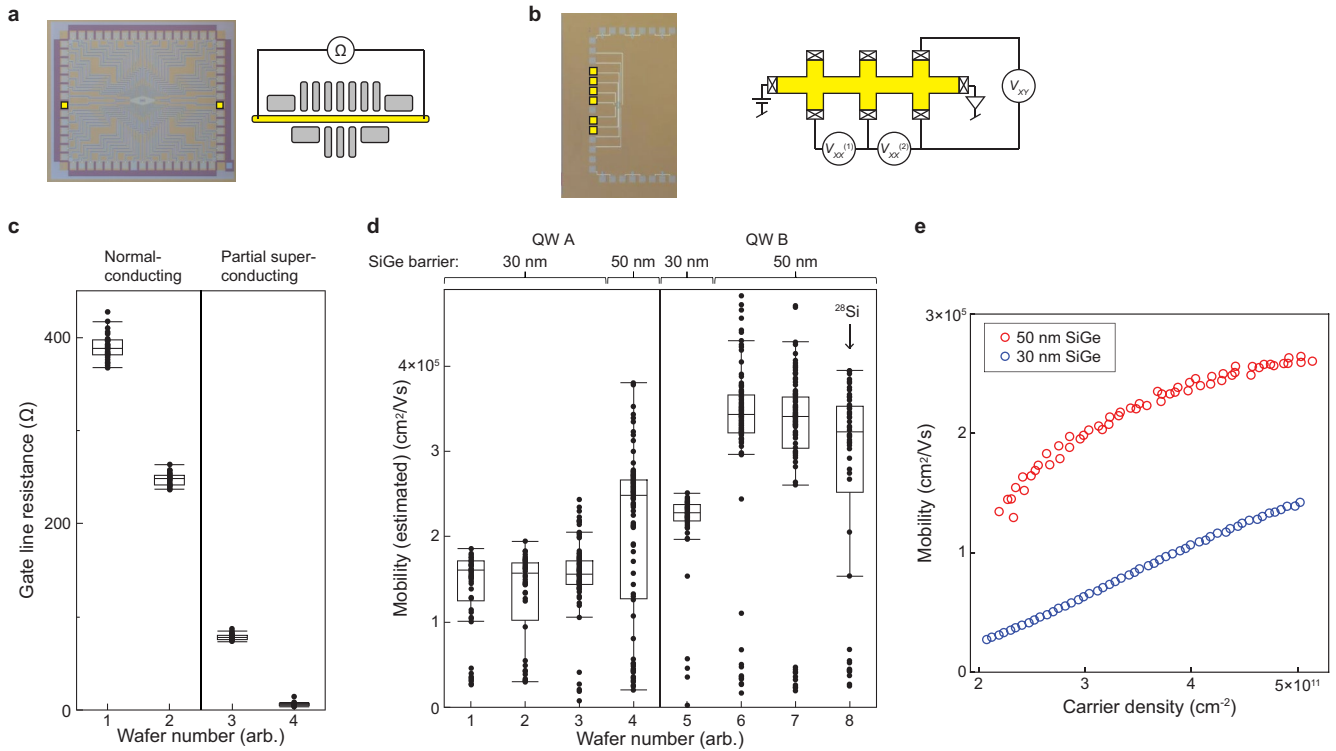 a
Ω
b
V_XY
V_XX^(1)
V_XX^(2)
c
Normal-
conducting
Partial super-
conducting
Gate line resistance (Ω)
400
200
0
1 2 3 4
Wafer number (arb.)
d
QW A QW B
SiGe barrier: 30 nm 50 nm 30 nm 50 nm
²⁸Si
Mobility (estimated) (cm²/Vs)
4×10⁵
3
2
1
0
1 2 3 4 5 6 7 8
Wafer number (arb.)
e
3×10⁵
50 nm SiGe
30 nm SiGe
Mobility (cm²/Vs)
2
1
0
2 3 4 5×10¹¹
Carrier density (cm⁻²)